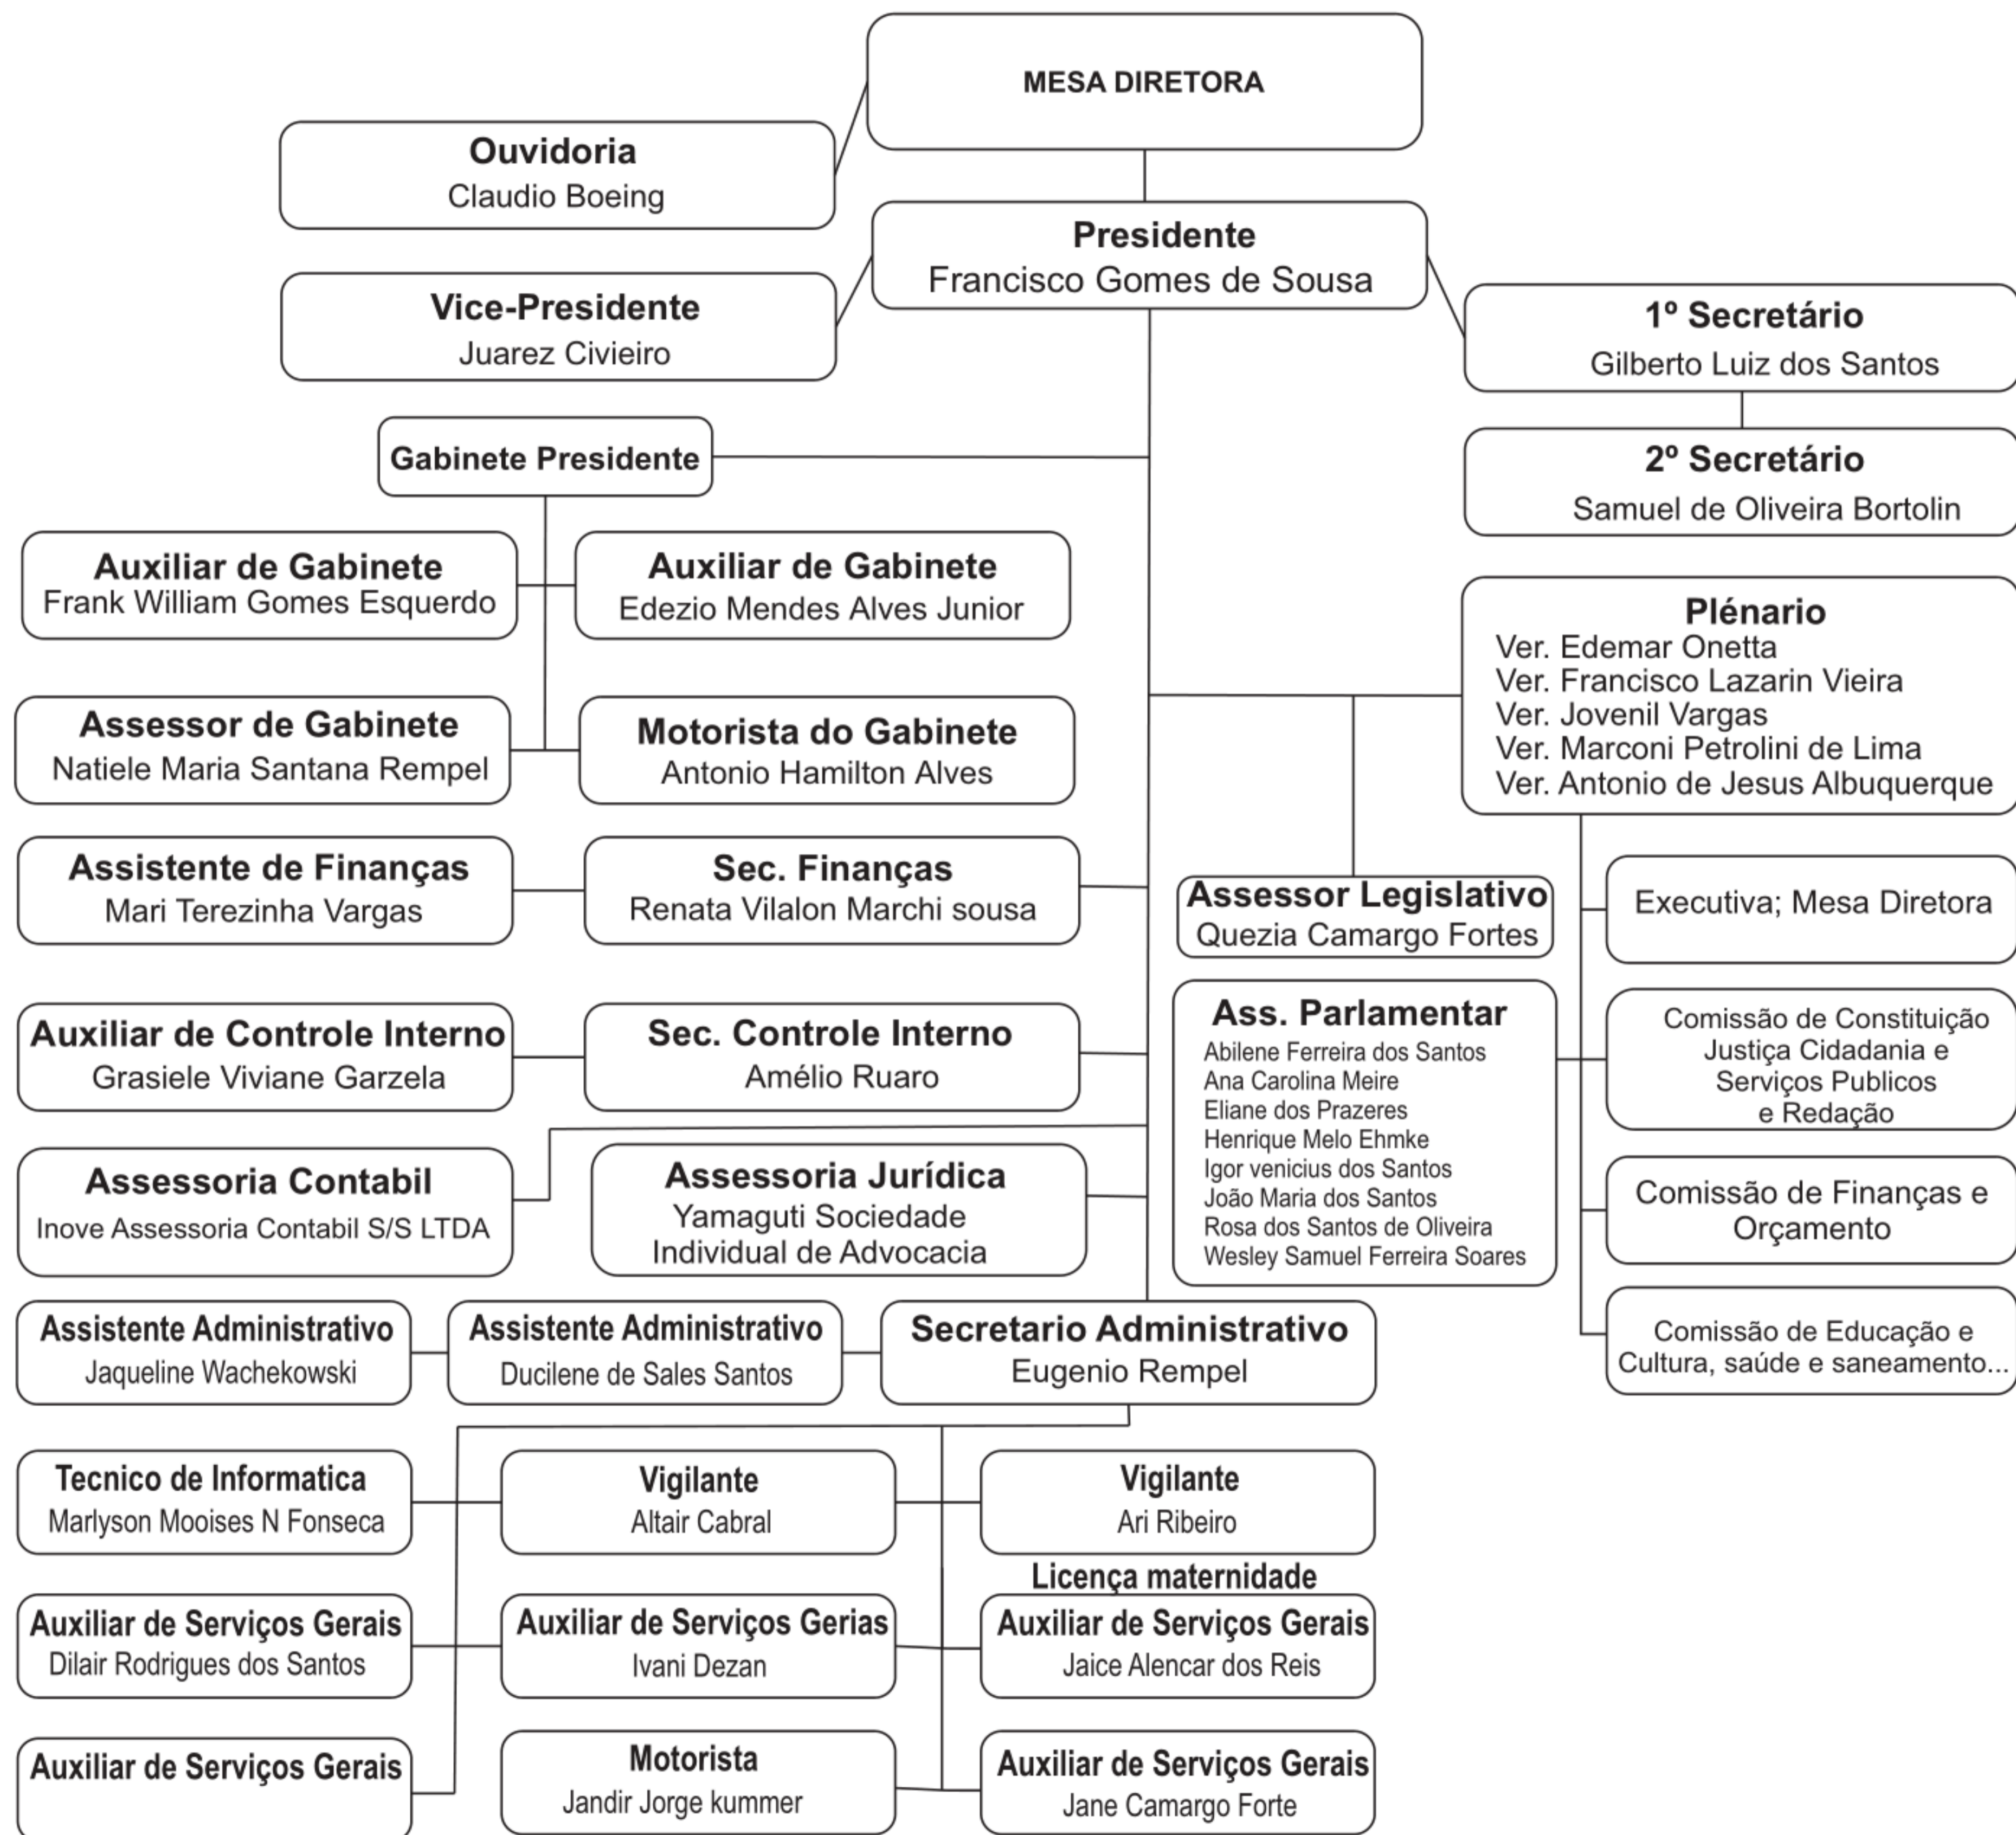 MESA DIRETORA
Ouvidoria
Claudio Boeing
Presidente
Francisco Gomes de Sousa
Vice-Presidente
Juarez Civieiro
1º Secretário
Gilberto Luiz dos Santos
Gabinete Presidente
2º Secretário
Samuel de Oliveira Bortolin
Auxiliar de Gabinete
Frank William Gomes Esquerdo
Auxiliar de Gabinete
Edezio Mendes Alves Junior
Plénario
Ver. Edemar Onetta
Ver. Francisco Lazarin Vieira
Ver. Jovenil Vargas
Ver. Marconi Petrolini de Lima
Ver. Antonio de Jesus Albuquerque
Assessor de Gabinete
Natiele Maria Santana Rempel
Motorista do Gabinete
Antonio Hamilton Alves
Assistente de Finanças
Mari Terezinha Vargas
Sec. Finanças
Renata Vilalon Marchi sousa
Assessor Legislativo
Quezia Camargo Fortes
Executiva; Mesa Diretora
Auxiliar de Controle Interno
Grasiele Viviane Garzela
Sec. Controle Interno
Amélio Ruaro
Ass. Parlamentar
Abilene Ferreira dos Santos
Ana Carolina Meire
Eliane dos Prazeres
Henrique Melo Ehmke
Igor venicius dos Santos
João Maria dos Santos
Rosa dos Santos de Oliveira
Wesley Samuel Ferreira Soares
Comissão de Constituição
Justiça Cidadania e
Serviços Publicos
e Redação
Assessoria Contabil
Inove Assessoria Contabil S/S LTDA
Assessoria Jurídica
Yamaguti Sociedade
Individual de Advocacia
Comissão de Finanças e
Orçamento
Assistente Administrativo
Jaqueline Wachekowski
Assistente Administrativo
Ducilene de Sales Santos
Secretario Administrativo
Eugenio Rempel
Comissão de Educação e
Cultura, saúde e saneamento...
Tecnico de Informatica
Marlyson Mooises N Fonseca
Vigilante
Altair Cabral
Vigilante
Ari Ribeiro
Licença maternidade
Auxiliar de Serviços Gerais
Dilair Rodrigues dos Santos
Auxiliar de Serviços Gerias
Ivani Dezan
Auxiliar de Serviços Gerais
Jaice Alencar dos Reis
Auxiliar de Serviços Gerais
Motorista
Jandir Jorge kummer
Auxiliar de Serviços Gerais
Jane Camargo Forte